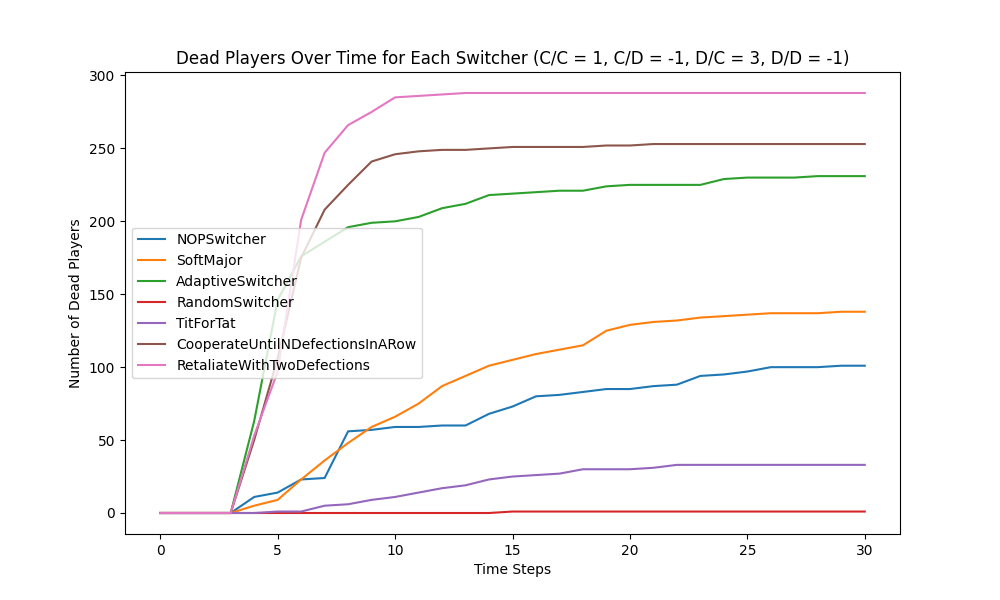 Dead Players Over Time for Each Switcher (C/C = 1, C/D = -1, D/C = 3, D/D = -1)
Number of Dead Players
300
250
200
150
100
50
0
NOPSwitcher
SoftMajor
AdaptiveSwitcher
RandomSwitcher
TitForTat
CooperateUntilNDefectionsInARow
RetaliateWithTwoDefections
0 5 10 15 20 25 30
Time Steps